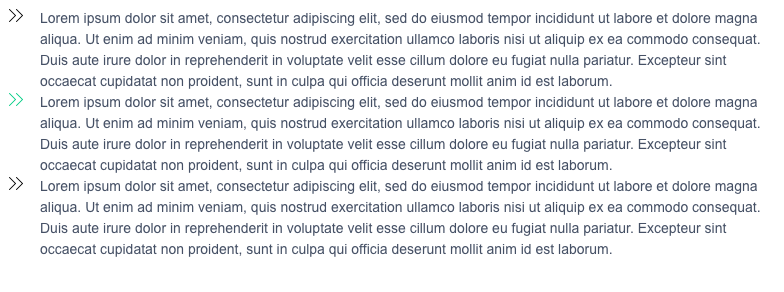 Lorem ipsum dolor sit amet, consectetur adipiscing elit, sed do eiusmod tempor incididunt ut labore et dolore magna
aliqua. Ut enim ad minim veniam, quis nostrud exercitation ullamco laboris nisi ut aliquip ex ea commodo consequat.
Duis aute irure dolor in reprehenderit in voluptate velit esse cillum dolore eu fugiat nulla pariatur. Excepteur sint
occaecat cupidatat non proident, sunt in culpa qui officia deserunt mollit anim id est laborum.
Lorem ipsum dolor sit amet, consectetur adipiscing elit, sed do eiusmod tempor incididunt ut labore et dolore magna
aliqua. Ut enim ad minim veniam, quis nostrud exercitation ullamco laboris nisi ut aliquip ex ea commodo consequat.
Duis aute irure dolor in reprehenderit in voluptate velit esse cillum dolore eu fugiat nulla pariatur. Excepteur sint
occaecat cupidatat non proident, sunt in culpa qui officia deserunt mollit anim id est laborum.
Lorem ipsum dolor sit amet, consectetur adipiscing elit, sed do eiusmod tempor incididunt ut labore et dolore magna
aliqua. Ut enim ad minim veniam, quis nostrud exercitation ullamco laboris nisi ut aliquip ex ea commodo consequat.
Duis aute irure dolor in reprehenderit in voluptate velit esse cillum dolore eu fugiat nulla pariatur. Excepteur sint
occaecat cupidatat non proident, sunt in culpa qui officia deserunt mollit anim id est laborum.